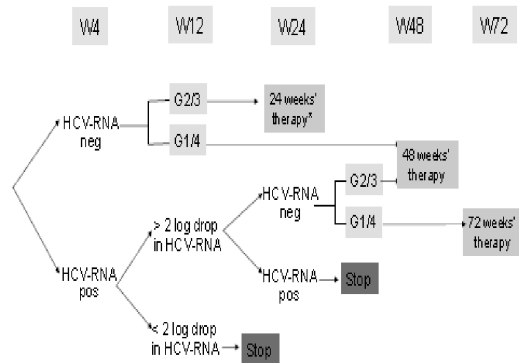 W4
W12
W24
W48
W72
HCV-RNA
neg
G2/3
G1/4
24 weeks'
therapy*
48 weeks'
therapy
HCV-RNA
pos
> 2 log drop
in HCV-RNA
HCV-RNA
neg
G2/3
G1/4
72 weeks'
therapy
HCV-RNA
pos
Stop
< 2 log drop
in HCV-RNA
Stop